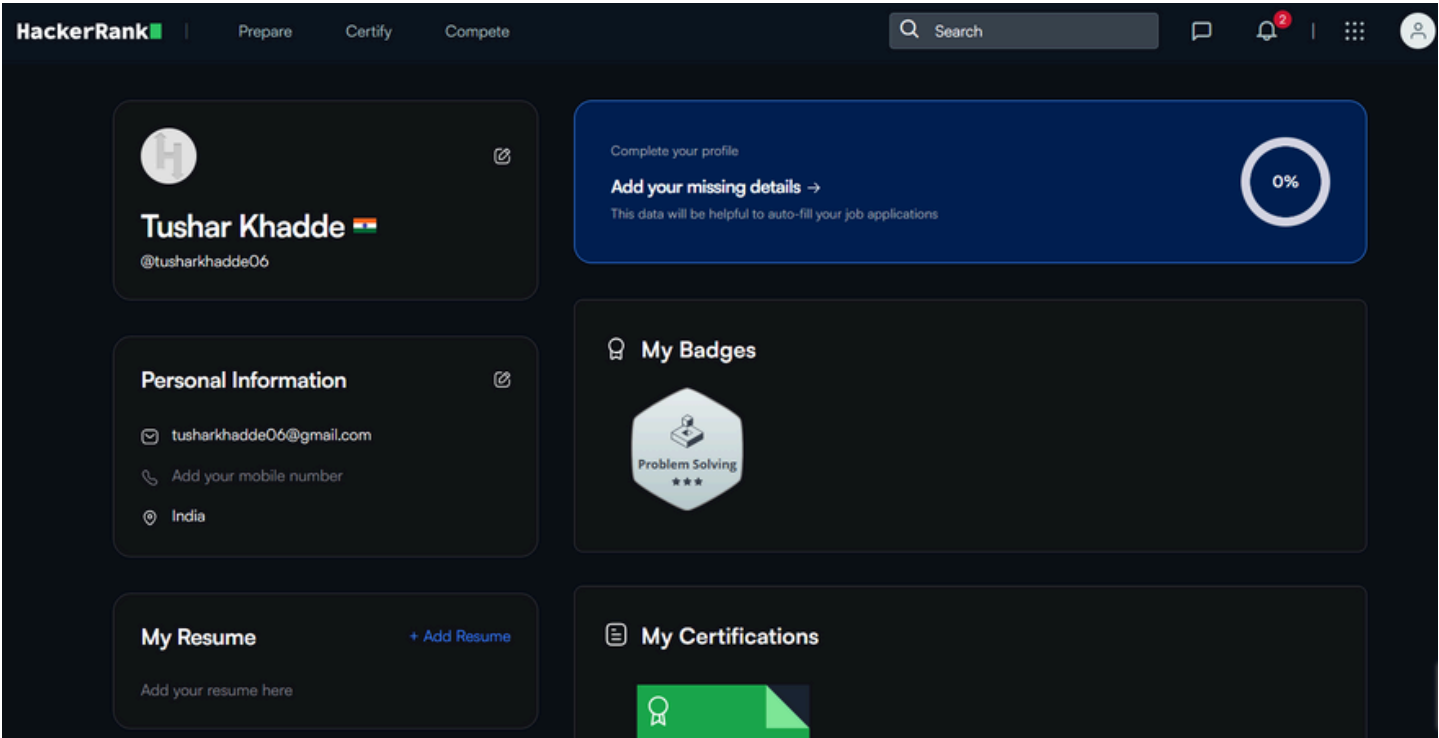 HackerRank
Prepare
Certify
Compete
Search
2
Tushar Khadde
@tusharkhadde06
Personal Information
tusharkhadde06@gmail.com
Add your mobile number
India
My Resume
+ Add Resume
Add your resume here
Complete your profile
Add your missing details →
This data will be helpful to auto-fill your job applications
0%
My Badges
Problem Solving
★★★
My Certifications